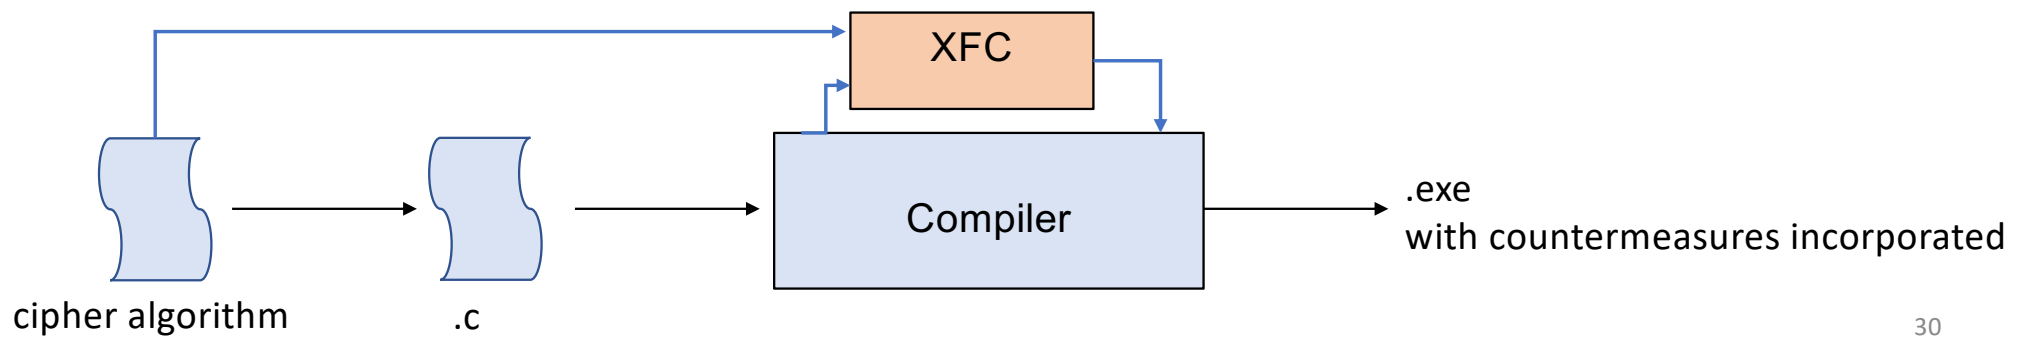 XFC
Compiler
.exe
with countermeasures incorporated
cipher algorithm
.c
30